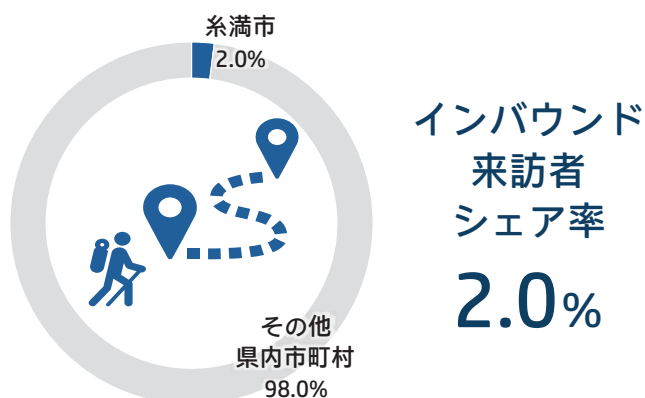 糸満市
2.0%
インバウンド
来訪者
シェア率
2.0%
その他
県内市町村
98.0%